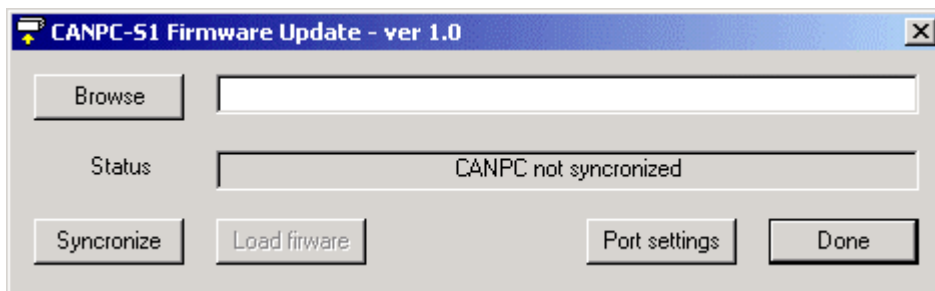 CANPC-S1 Firmware Update - ver 1.0
Browse
Status CANPC not syncronized
Syncronize Load firware Port settings Done